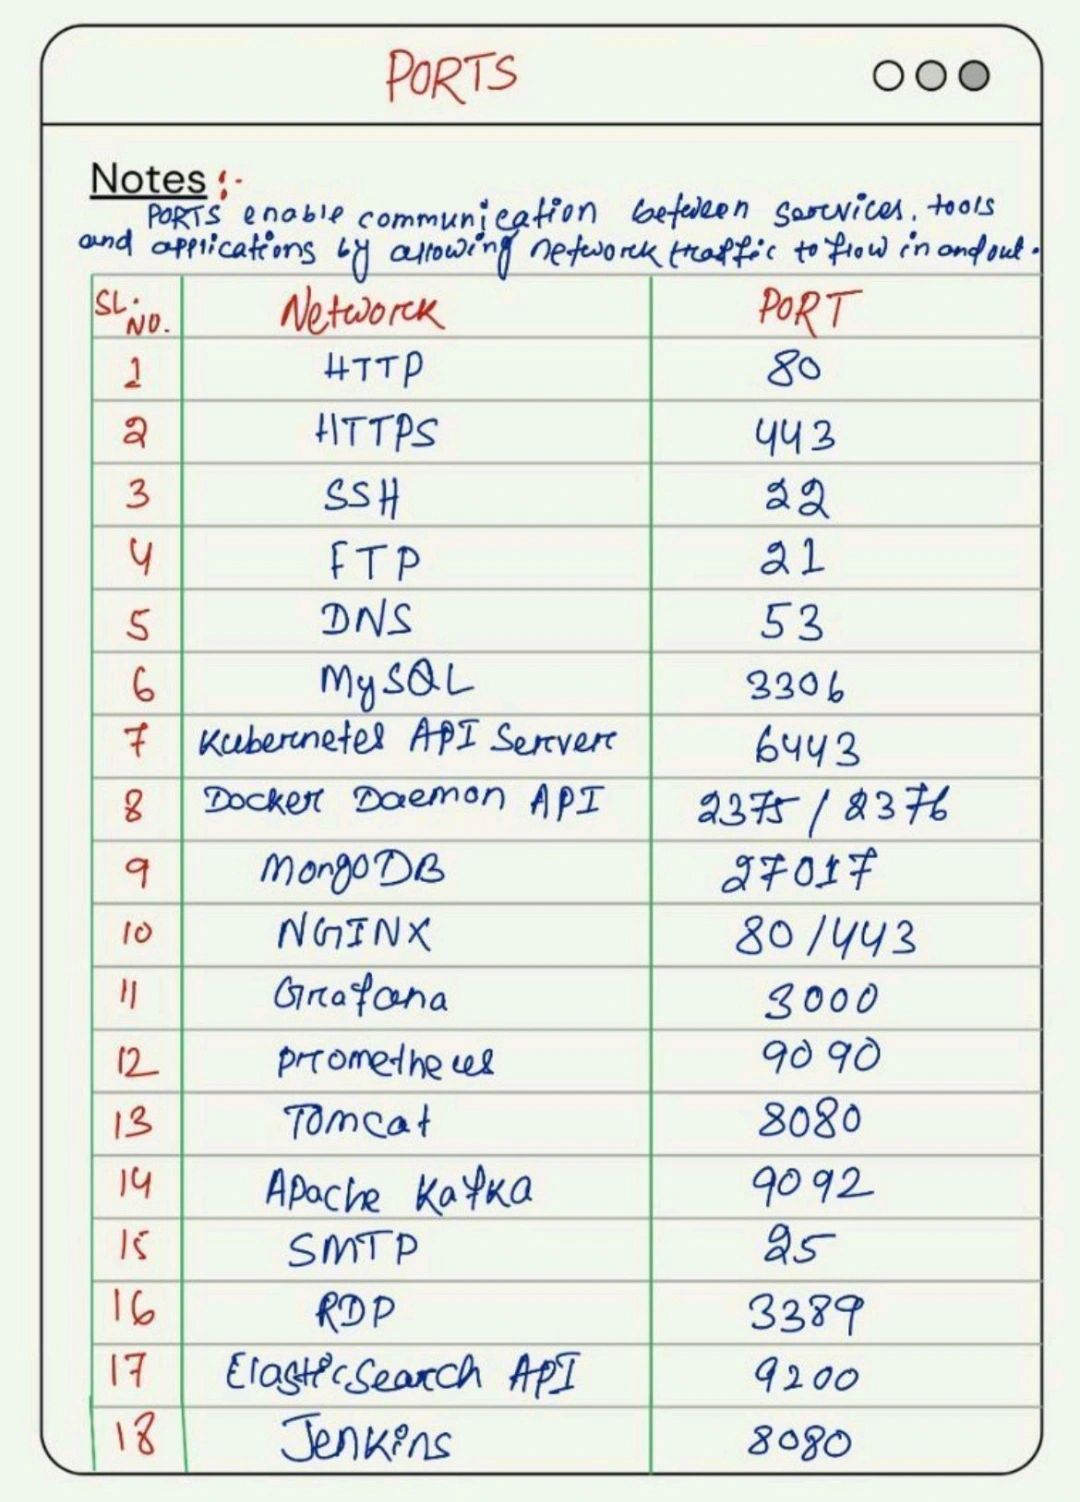 PORTS
Notes :-
PORTS enable communication between services, tools
and applications by allowing network traffic to flow in and out.
SL. NO. Network PORT
1 HTTP 80
2 HTTPS 443
3 SSH 22
4 FTP 21
5 DNS 53
6 MySQL 3306
7 Kubernetes API Server 6443
8 Docker Daemon API 2375 / 2376
9 MongoDB 27017
10 NGINX 80 / 443
11 Grafana 3000
12 Prometheus 9090
13 Tomcat 8080
14 Apache Kafka 9092
15 SMTP 25
16 RDP 3389
17 ElasticSearch API 9200
18 Jenkins 8080